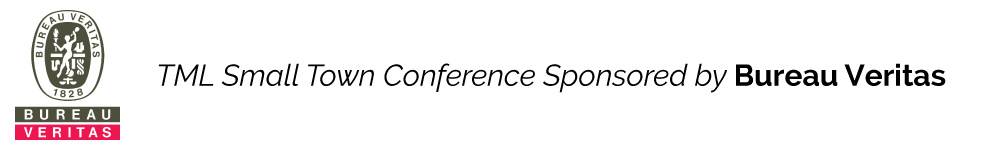 BUREAU VERITAS
1828
BUREAU
VERITAS
TML Small Town Conference Sponsored by Bureau Veritas